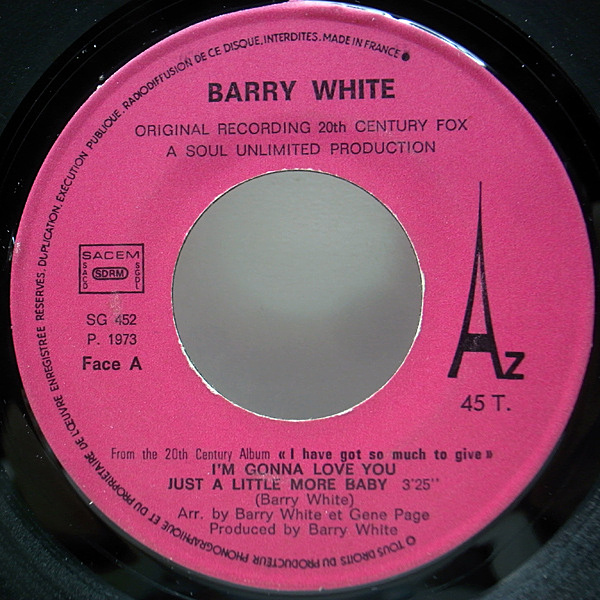 BARRY WHITE
ORIGINAL RECORDING 20th CENTURY FOX
A SOUL UNLIMITED PRODUCTION
SACEM
SACD SDRM SGDL
SG 452
P. 1973
Face A
Az
45 T.
From the 20th Century Album « I have got so much to give »
I'M GONNA LOVE YOU
JUST A LITTLE MORE BABY 3'25''
(Barry White)
Arr. by Barry White et Gene Page
Produced by Barry White
TOUS DROITS DU PRODUCTEUR PHONOGRAPHIQUE ET DU PROPRIETAIRE DE L'ŒUVRE ENREGISTREE RESERVES. DUPLICATION, EXECUTION PUBLIQUE, RADIODIFFUSION DE CE DISQUE, INTERDITES. MADE IN FRANCE